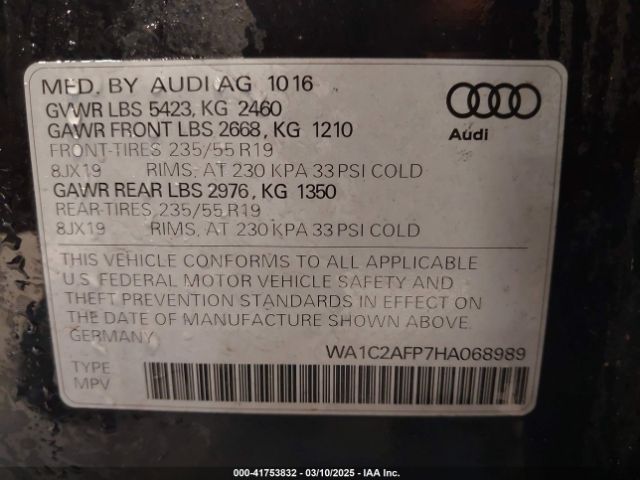 MFD. BY AUDI AG 10 16
GVWR LBS 5423, KG 2460
GAWR FRONT LBS 2668, KG 1210
FRONT-TIRES 235/55 R19
8JX19 RIMS, AT 230 KPA 33 PSI COLD
GAWR REAR LBS 2976, KG 1350
REAR-TIRES 235/55 R19
8JX19 RIMS, AT 230 KPA 33 PSI COLD
Audi
THIS VEHICLE CONFORMS TO ALL APPLICABLE
U.S. FEDERAL MOTOR VEHICLE SAFETY AND
THEFT PREVENTION STANDARDS IN EFFECT ON
THE DATE OF MANUFACTURE SHOWN ABOVE.
GERMANY
WA1C2AFP7HA068989
TYPE
MPV
000-41753832 — 03/10/2025 — IAA Inc.